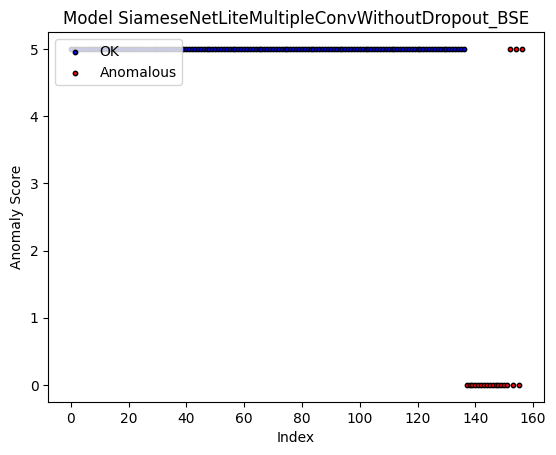 Model SiameseNetLiteMultipleConvWithoutDropout_BSE
OK
Anomalous
Anomaly Score
5
4
3
2
1
0
0 20 40 60 80 100 120 140 160
Index